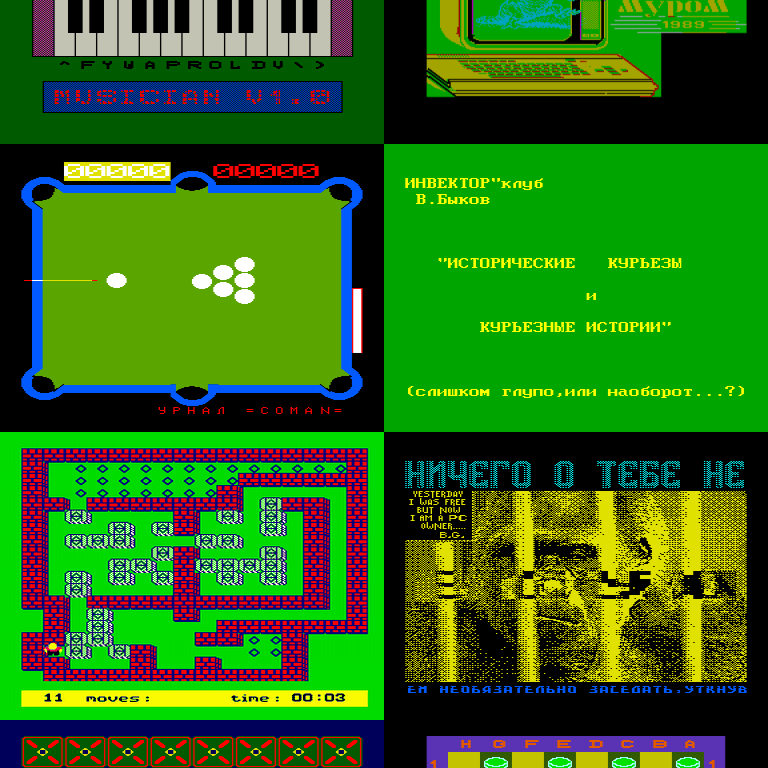 ^ F Y W A P R O L D V \ >
MUSICIAN V1.0
Муром
1989
00000 00000
УРНАЛ =COMAN=
ИНВЕКТОР"клуб
В.Быков
"ИСТОРИЧЕСКИЕ КУРЬЕЗЫ
и
КУРЬЕЗНЫЕ ИСТОРИИ"
(слишком глупо,или наоборот...?)
11 moves: time: 00:03
НИЧЕГО О ТЕБЕ НЕ
YESTERDAY
I WAS FREE
BUT NOW
I AM A PC
OWNER....
B.G.
ЕМ НЕОБЯЗАТЕЛЬНО ЗАСЕДАТЬ,УТКНУВ
H G F E D C B A
1 1